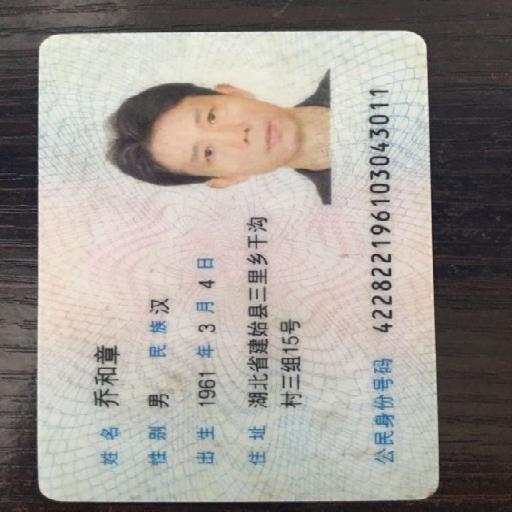 姓名 乔和章
性别 男 民族 汉
出生 1961 年 3 月 4 日
住址 湖北省建始县三里乡干沟
村三组15号
公民身份号码 422822196103043011